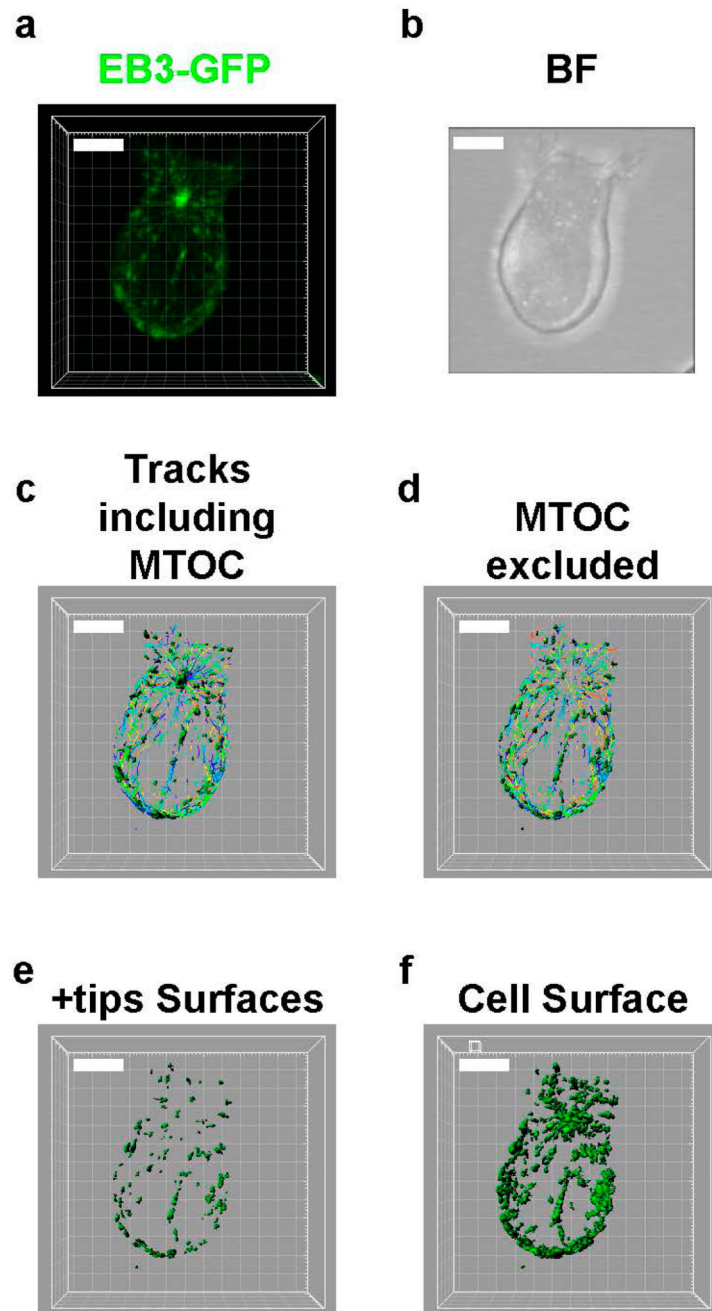 a
EB3-GFP
b
BF
c
Tracks
including
MTOC
d
MTOC
excluded
e
+tips Surfaces
f
Cell Surface